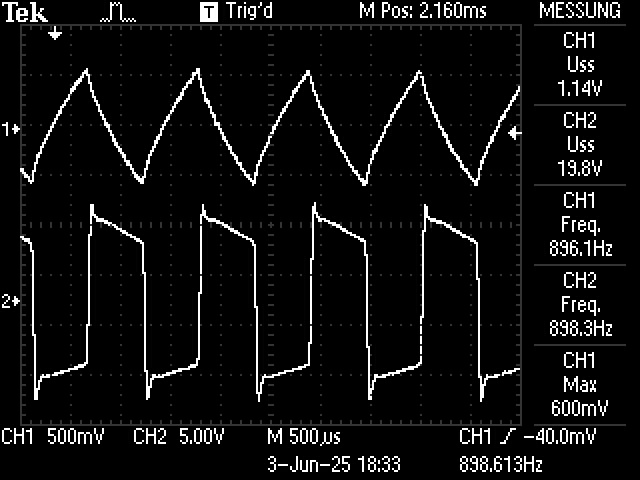 Tek T Trig'd M Pos: 2.160ms MESSUNG
CH1
Uss
1.14V
CH2
Uss
19.8V
CH1
Freq.
896.1Hz
CH2
Freq.
898.3Hz
CH1
Max
600mV
1
2
CH1 500mV CH2 5.00V M 500µs CH1 -40.0mV
3-Jun-25 18:33 898.613Hz